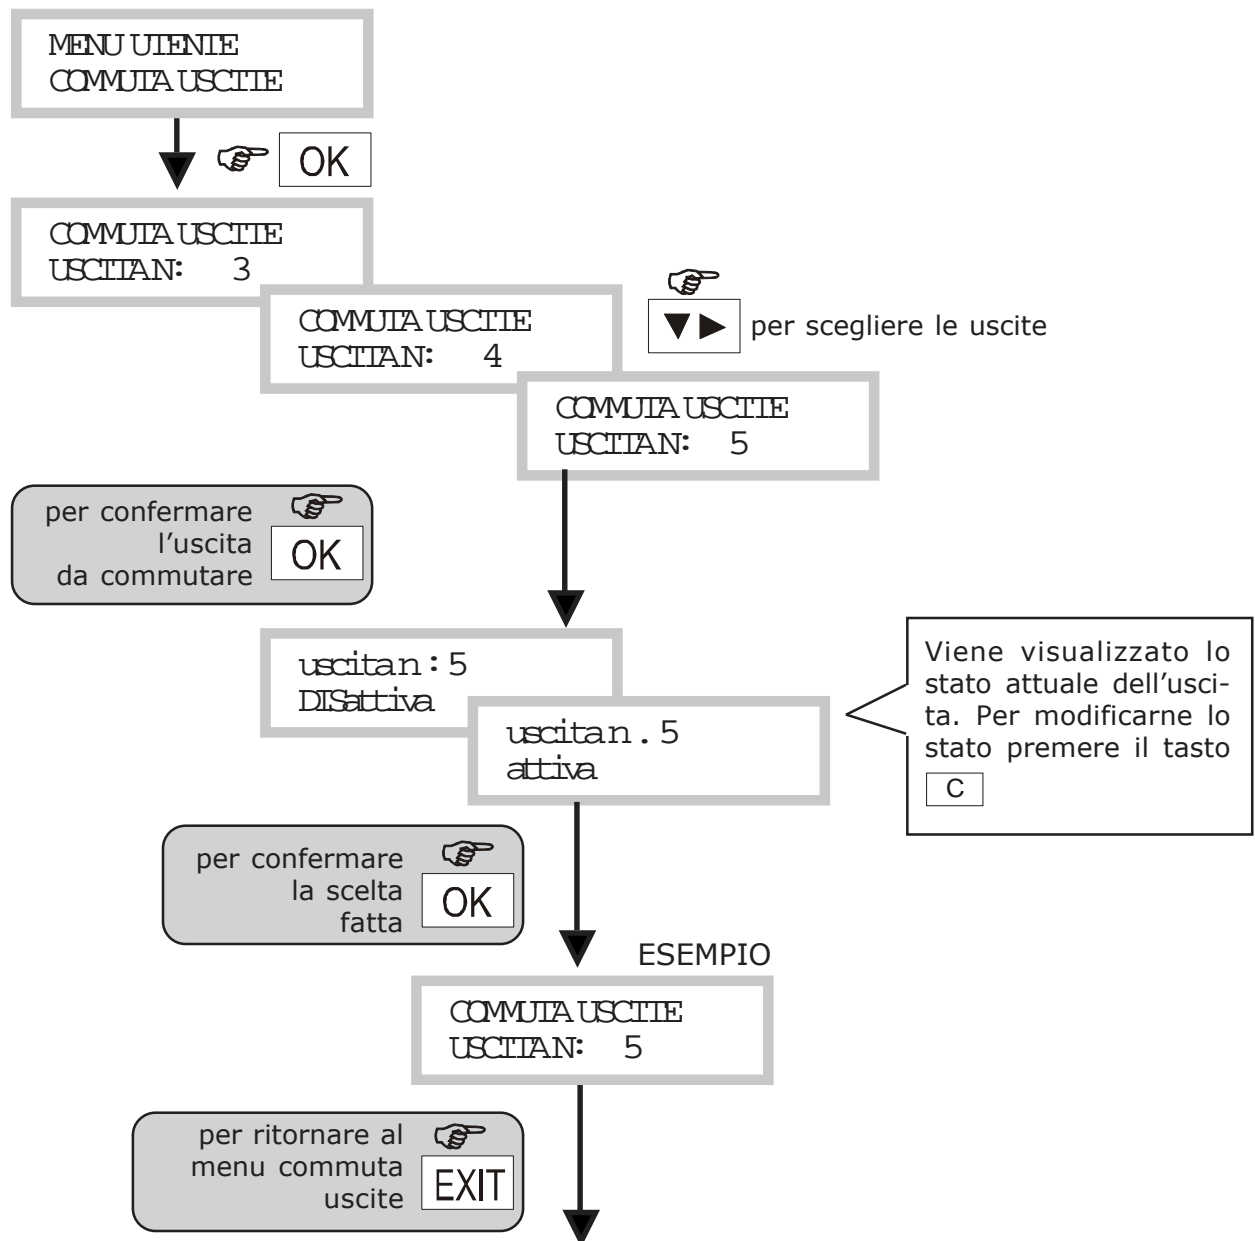 MENU UTENTE
COMMUTA USCITE
OK
COMMUTA USCITE
USCITA N: 3
COMMUTA USCITE
USCITA N: 4
per scegliere le uscite
COMMUTA USCITE
USCITA N: 5
per confermare
l'uscita
da commutare
OK
uscita n:5
DISattiva
uscita n.5
attiva
Viene visualizzato lo
stato attuale dell'usci-
ta. Per modificarne lo
stato premere il tasto
C
per confermare
la scelta
fatta
OK
ESEMPIO
COMMUTA USCITE
USCITA N: 5
per ritornare al
menu commuta
uscite
EXIT